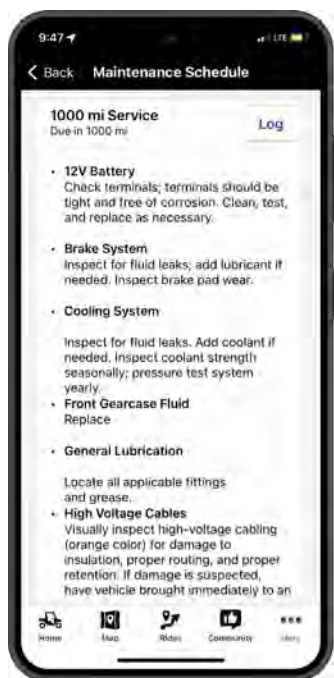 9:47
LTE
Back Maintenance Schedule
1000 mi Service
Due in 1000 mi
Log
• 12V Battery
Check terminals; terminals should be
tight and free of corrosion. Clean, test,
and replace as necessary.
• Brake System
Inspect for fluid leaks; add lubricant if
needed. Inspect brake pad wear.
• Cooling System
Inspect for fluid leaks. Add coolant if
needed. Inspect coolant strength
seasonally; pressure test system
yearly.
• Front Gearcase Fluid
Replace
• General Lubrication
Locate all applicable fittings
and grease.
• High Voltage Cables
Visually inspect high-voltage cabling
(orange color) for damage to
insulation, proper routing, and proper
retention. If damage is suspected,
have vehicle brought immediately to an
Home Map Rides Community More